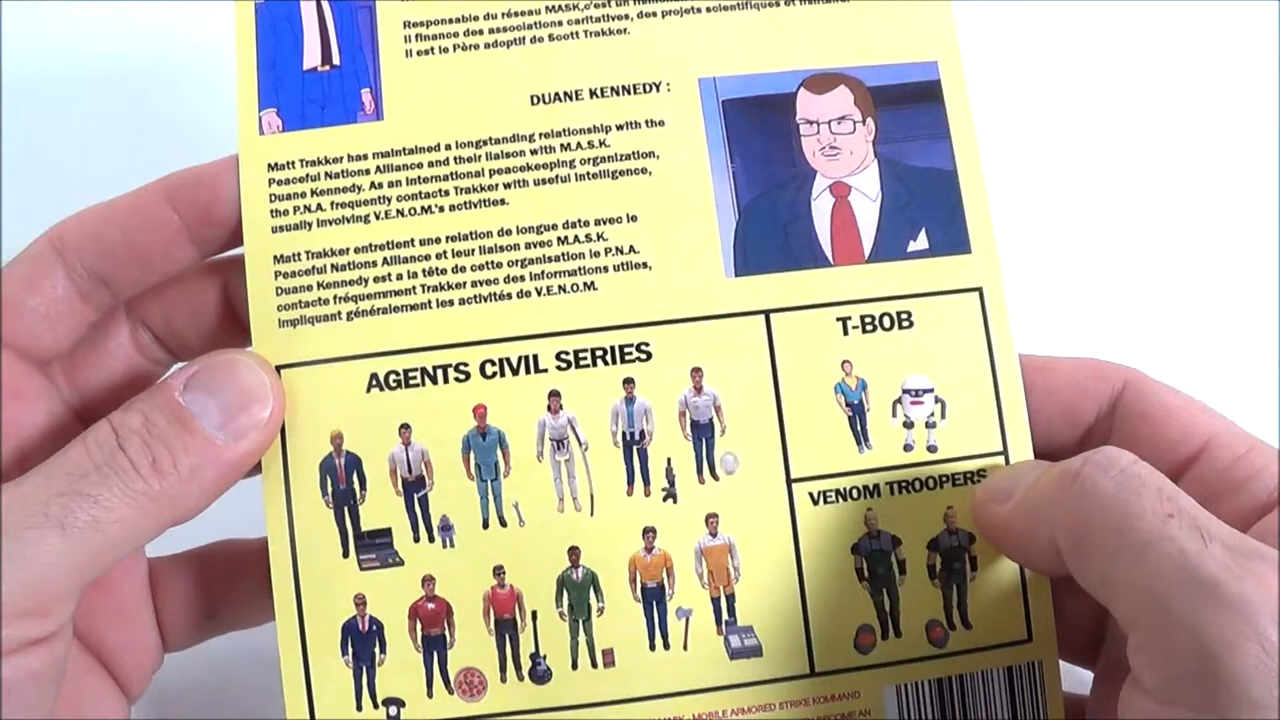 Responsable du réseau MASK,c'est un
Il finance des associations caritatives, des projets scientifiques et militaire.
Il est le Père adoptif de Scott Trakker.
DUANE KENNEDY :
Matt Trakker has maintained a longstanding relationship with the
Peaceful Nations Alliance and their liaison with M.A.S.K.
Duane Kennedy. As an international peacekeeping organization,
the P.N.A. frequently contacts Trakker with useful intelligence,
usually involving V.E.N.O.M.'s activities.
Matt Trakker entretient une relation de longue date avec le
Peaceful Nations Alliance et leur liaison avec M.A.S.K.
Duane Kennedy est a la tête de cette organisation le P.N.A.
contacte fréquemment Trakker avec des informations utiles,
impliquant généralement les activités de V.E.N.O.M.
AGENTS CIVIL SERIES
T-BOB
VENOM TROOPERS
MASK - MOBILE ARMORED STRIKE KOMMAND
BECOME AN